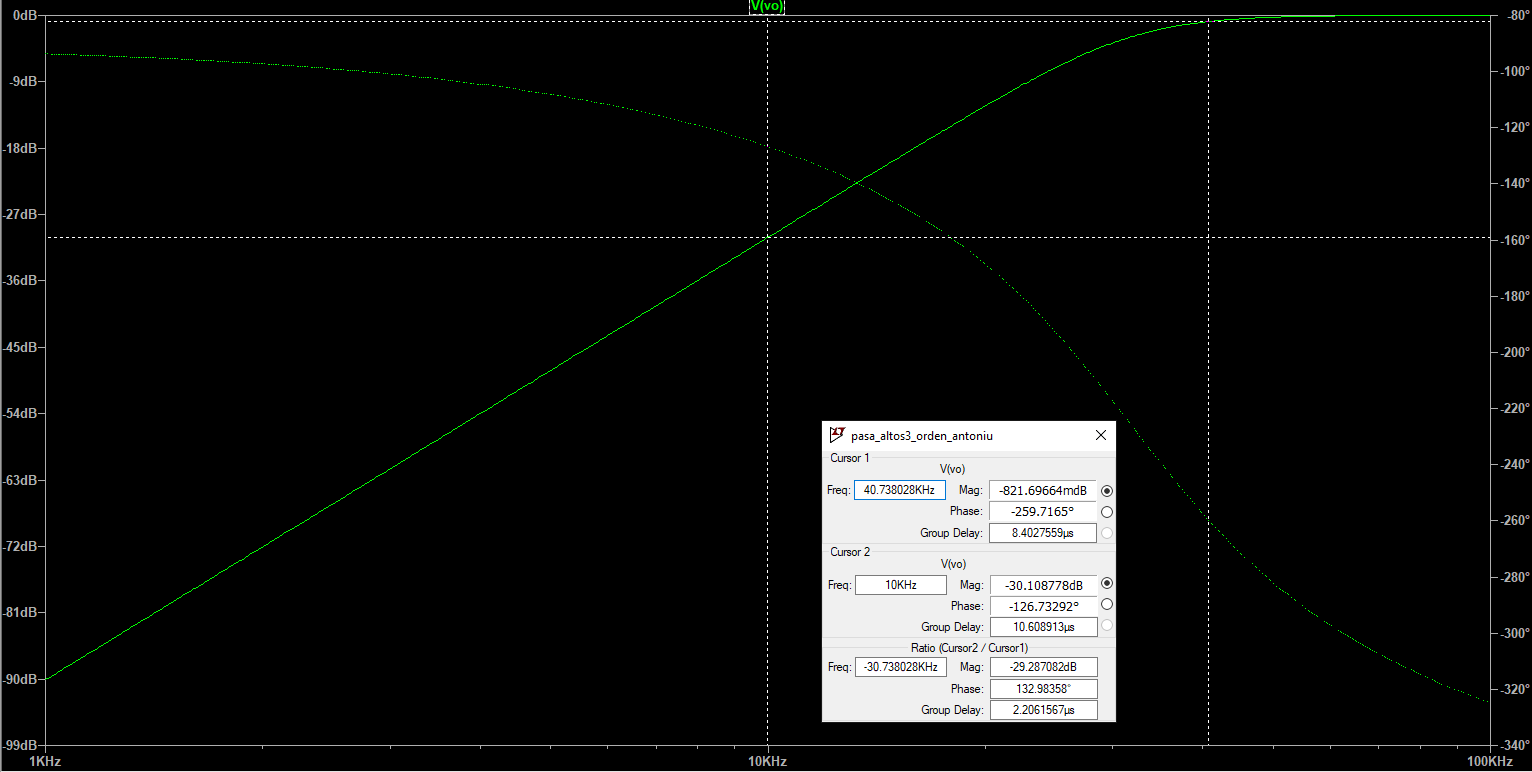 V(vo)
0dB
-9dB
-18dB
-27dB
-36dB
-45dB
-54dB
-63dB
-72dB
-81dB
-90dB
-99dB
-80°
-100°
-120°
-140°
-160°
-180°
-200°
-220°
-240°
-260°
-280°
-300°
-320°
-340°
1KHz 10KHz 100KHz
pasa_altos3_orden_antoniu
Cursor 1
V(vo)
Freq: 40.738028KHz Mag: -821.69664mdB
Phase: -259.7165°
Group Delay: 8.4027559µs
Cursor 2
V(vo)
Freq: 10KHz Mag: -30.108778dB
Phase: -126.73292°
Group Delay: 10.608913µs
Ratio (Cursor2 / Cursor1)
Freq: -30.738028KHz Mag: -29.287082dB
Phase: 132.98358°
Group Delay: 2.2061567µs